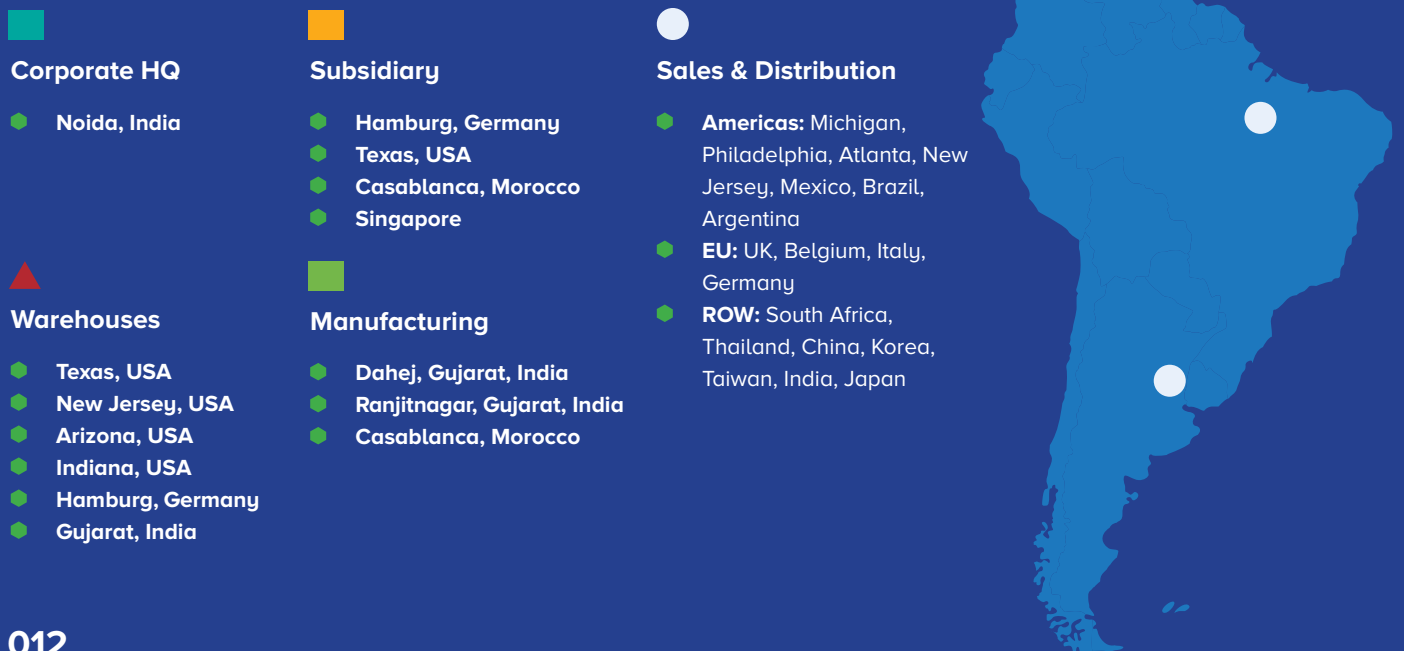 Corporate HQ
Noida, India
Subsidiary
Hamburg, Germany
Texas, USA
Casablanca, Morocco
Singapore
Sales & Distribution
Americas: Michigan,
Philadelphia, Atlanta, New
Jersey, Mexico, Brazil,
Argentina
EU: UK, Belgium, Italy,
Germany
ROW: South Africa,
Thailand, China, Korea,
Taiwan, India, Japan
Warehouses
Texas, USA
New Jersey, USA
Arizona, USA
Indiana, USA
Hamburg, Germany
Gujarat, India
Manufacturing
Dahej, Gujarat, India
Ranjitnagar, Gujarat, India
Casablanca, Morocco
012